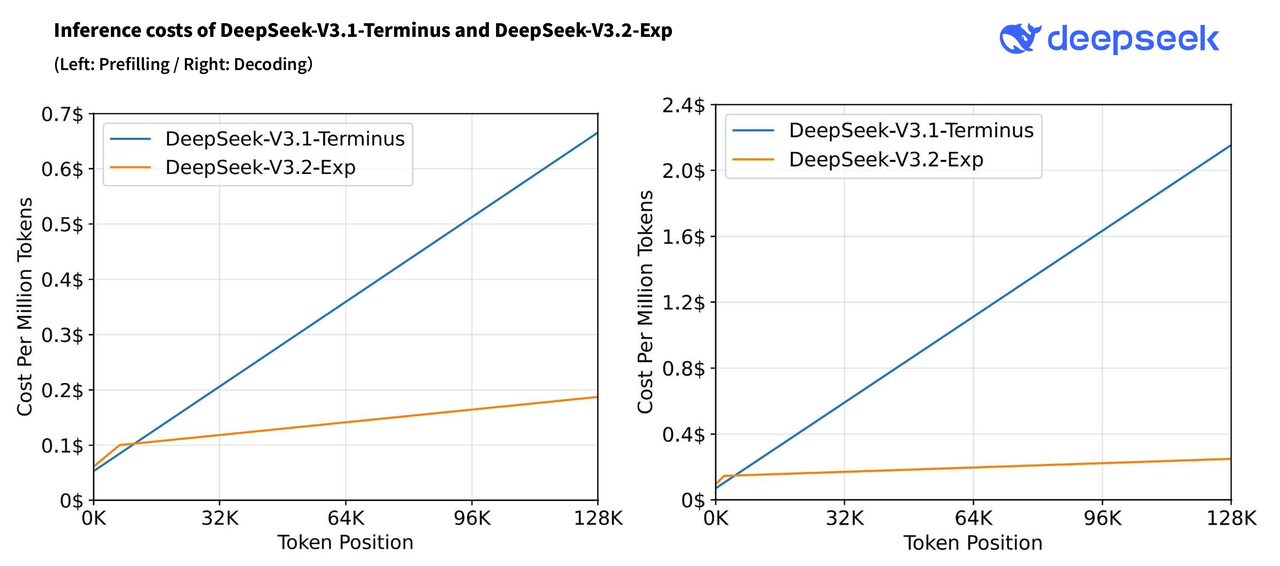 Inference costs of DeepSeek-V3.1-Terminus and DeepSeek-V3.2-Exp
(Left: Prefilling / Right: Decoding)
deepseek
0.7$
0.6$
0.5$
0.4$
0.3$
0.2$
0.1$
0$
Cost Per Million Tokens
DeepSeek-V3.1-Terminus
DeepSeek-V3.2-Exp
0K 32K 64K 96K 128K
Token Position
2.4$
2.0$
1.6$
1.2$
0.8$
0.4$
0$
Cost Per Million Tokens
DeepSeek-V3.1-Terminus
DeepSeek-V3.2-Exp
0K 32K 64K 96K 128K
Token Position